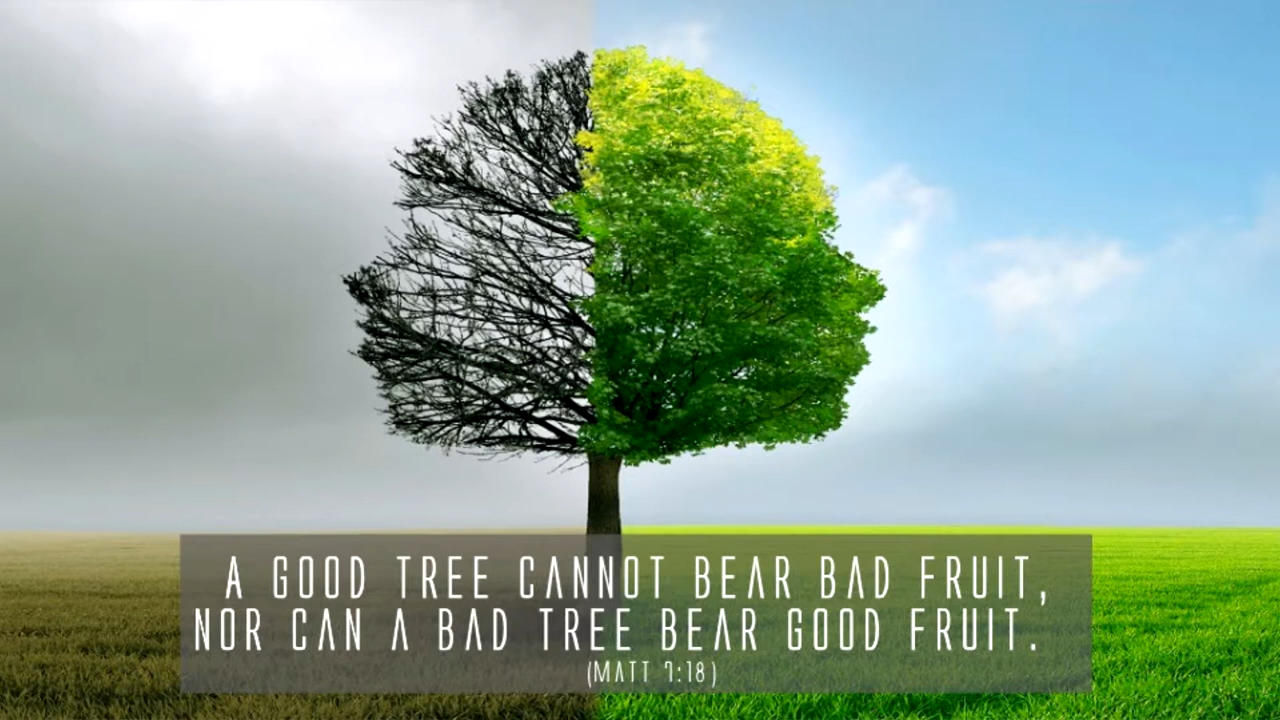 A GOOD TREE CANNOT BEAR BAD FRUIT,
NOR CAN A BAD TREE BEAR GOOD FRUIT.
(MATT 7:18)